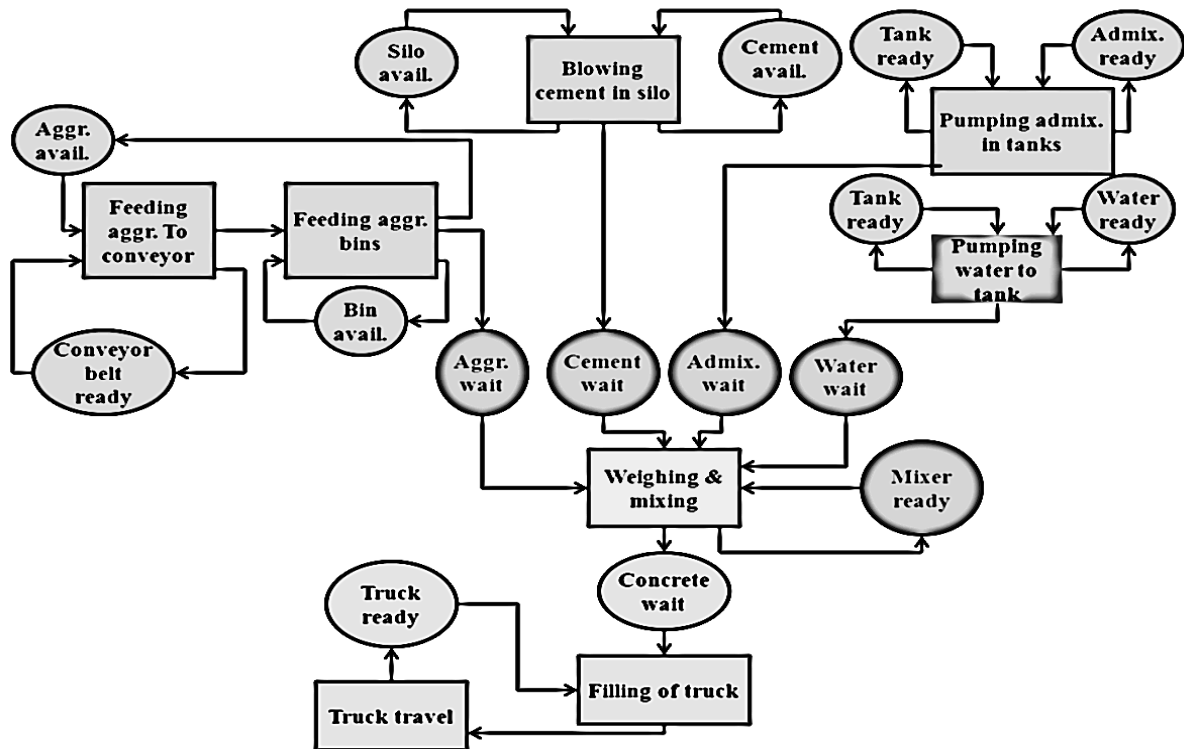 Silo
avail.
Blowing
cement in silo
Cement
avail.
Tank
ready
Admix.
ready
Pumping admix.
in tanks
Aggr.
avail.
Feeding
aggr. To
conveyor
Feeding aggr.
bins
Tank
ready
Water
ready
Pumping
water to
tank
Bin
avail.
Conveyor
belt
ready
Aggr.
wait
Cement
wait
Admix.
wait
Water
wait
Weighing &
mixing
Mixer
ready
Concrete
wait
Truck
ready
Filling of truck
Truck travel